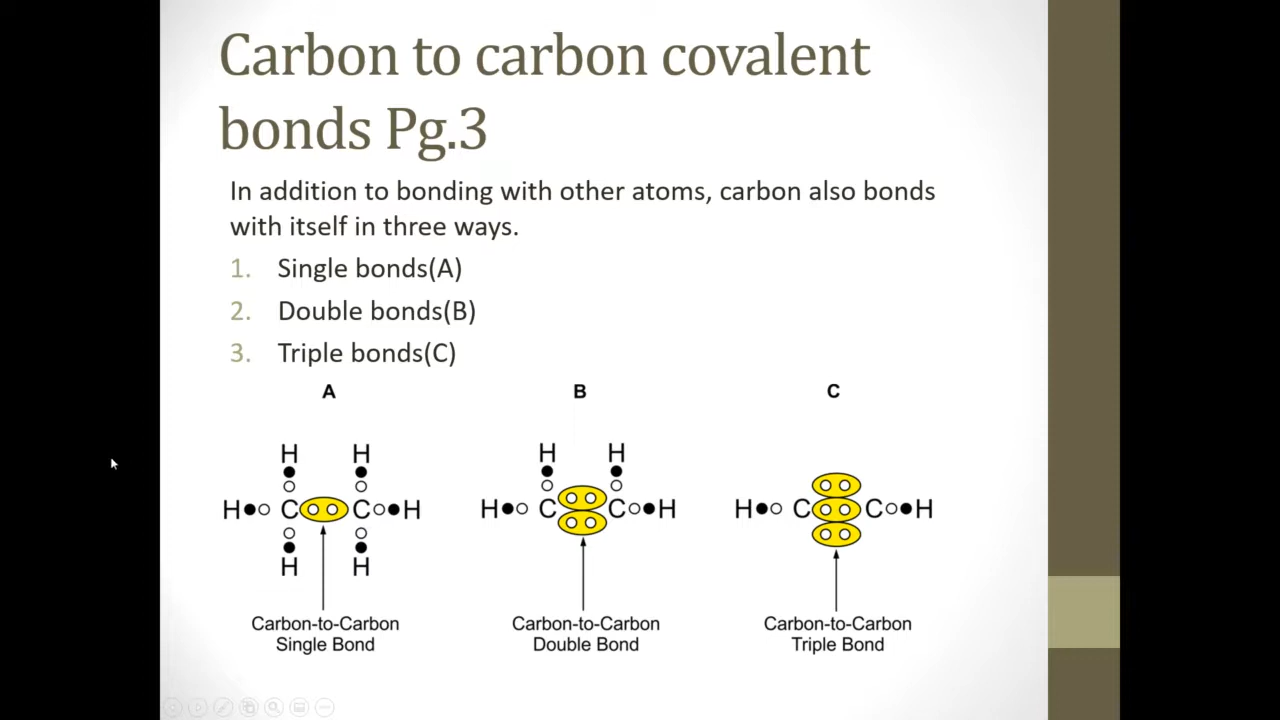 Carbon to carbon covalent
bonds Pg.3
In addition to bonding with other atoms, carbon also bonds
with itself in three ways.
1. Single bonds(A)
2. Double bonds(B)
3. Triple bonds(C)
A B C
H H H H
H C C H H C C H H C C H
H H
Carbon-to-Carbon Carbon-to-Carbon Carbon-to-Carbon
Single Bond Double Bond Triple Bond